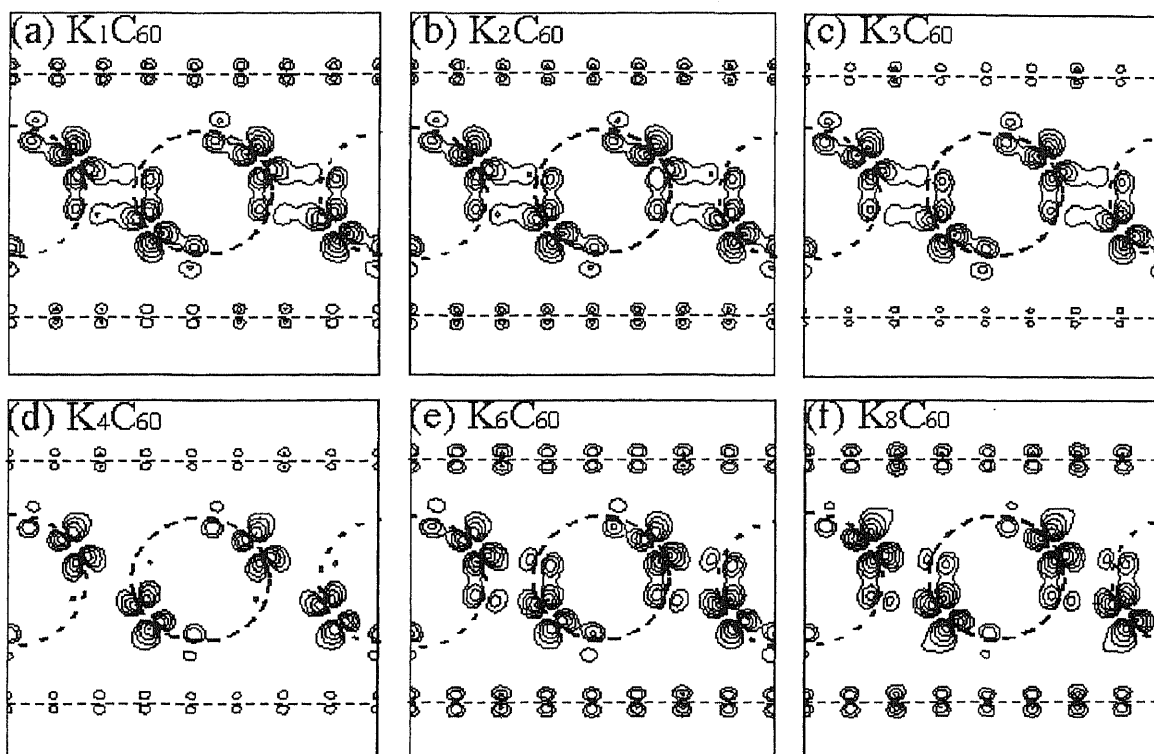 (a) K₁C₆₀
(b) K₂C₆₀
(c) K₃C₆₀
(d) K₄C₆₀
(e) K₆C₆₀
(f) K₈C₆₀